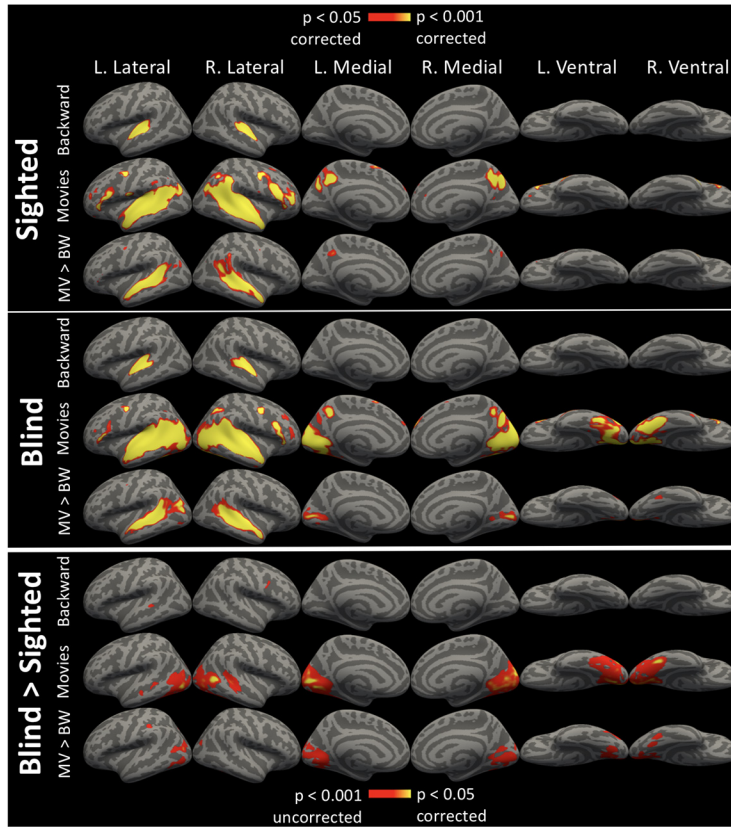 p < 0.05 p < 0.001
corrected corrected
L. Lateral R. Lateral L. Medial R. Medial L. Ventral R. Ventral
Sighted
Backward
Movies
MV > BW
Blind
Backward
Movies
MV > BW
Blind > Sighted
Backward
Movies
MV > BW
p < 0.001 p < 0.05
uncorrected corrected